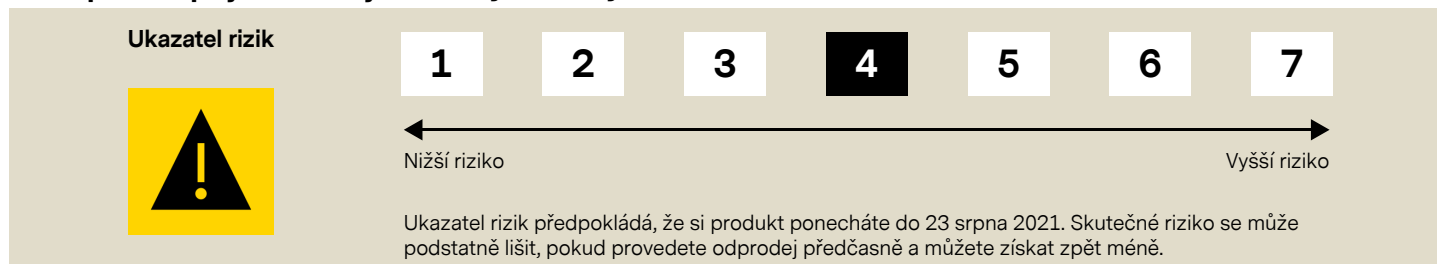 Ukazatel rizik
1 2 3 4 5 6 7
Nižší riziko Vyšší riziko
Ukazatel rizik předpokládá, že si produkt ponecháte do 23 srpna 2021. Skutečné riziko se může
podstatně lišit, pokud provedete odprodej předčasně a můžete získat zpět méně.